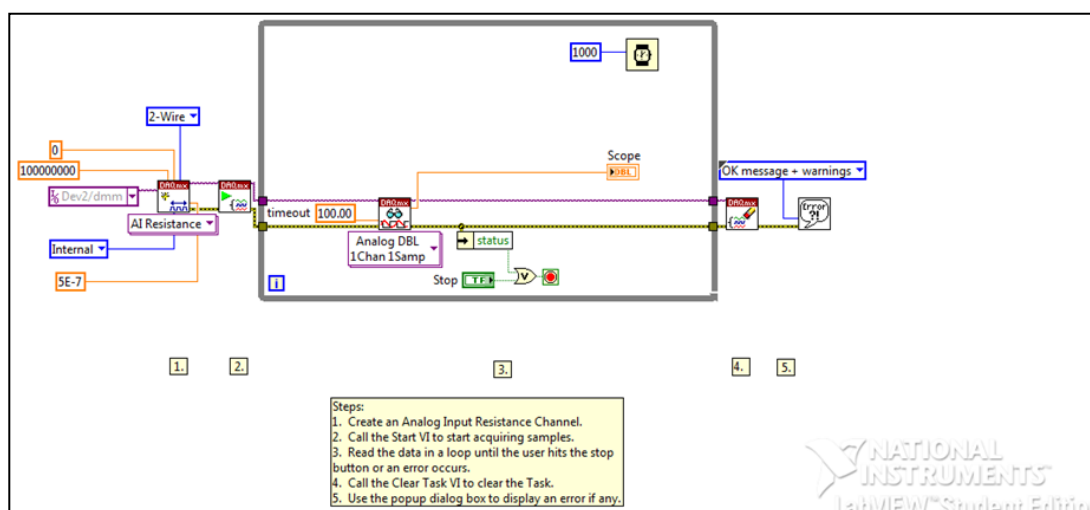 1000
2-Wire
0
100000000
Dev2/dmm
DAQmx
AI Resistance
Internal
5E-7
DAQmx
timeout
100.00
DAQmx
Analog DBL
1Chan 1Samp
Scope
DBL
status
Stop
TF
i
OK message + warnings
DAQmx
Error
?!
1.
2.
3.
4.
5.
Steps:
1. Create an Analog Input Resistance Channel.
2. Call the Start VI to start acquiring samples.
3. Read the data in a loop until the user hits the stop
button or an error occurs.
4. Call the Clear Task VI to clear the Task.
5. Use the popup dialog box to display an error if any.
NATIONAL
INSTRUMENTS™
LabVIEW™ Student Edition